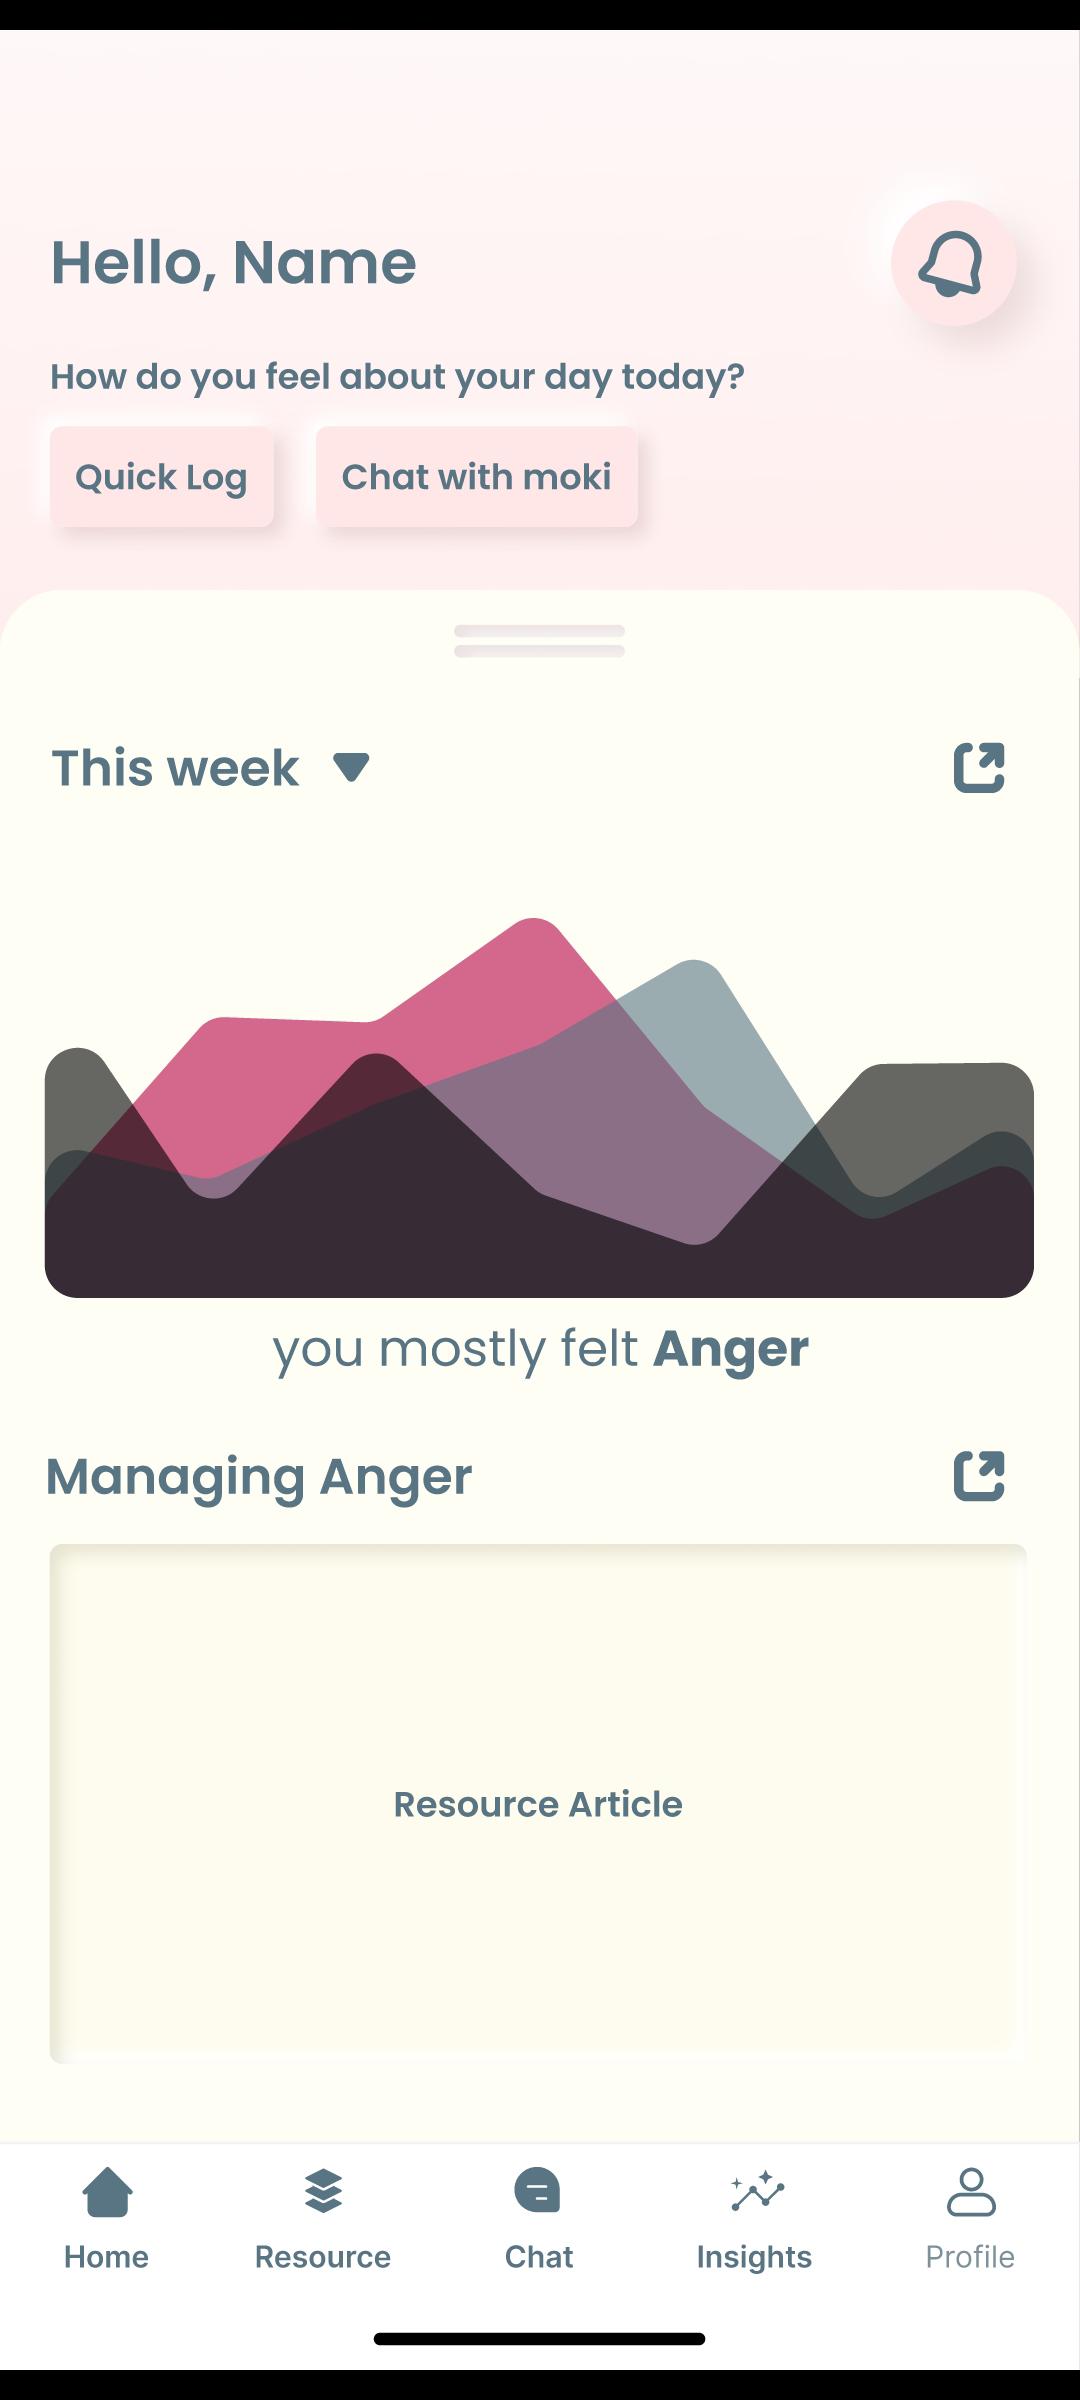 Hello, Name
How do you feel about your day today?
Quick Log
Chat with moki
This week
you mostly felt Anger
Managing Anger
Resource Article
Home
Resource
Chat
Insights
Profile